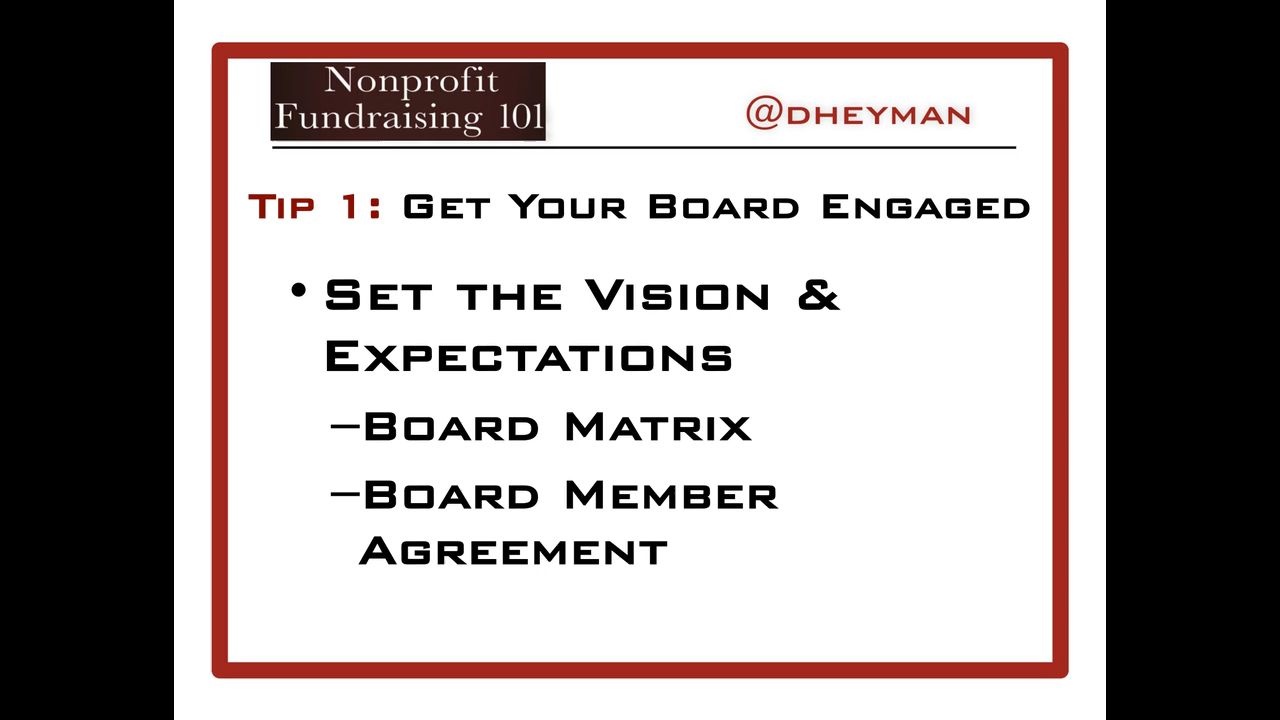 Nonprofit
Fundraising 101
@DHEYMAN
TIP 1: GET YOUR BOARD ENGAGED
• SET THE VISION &
EXPECTATIONS
–BOARD MATRIX
–BOARD MEMBER
AGREEMENT